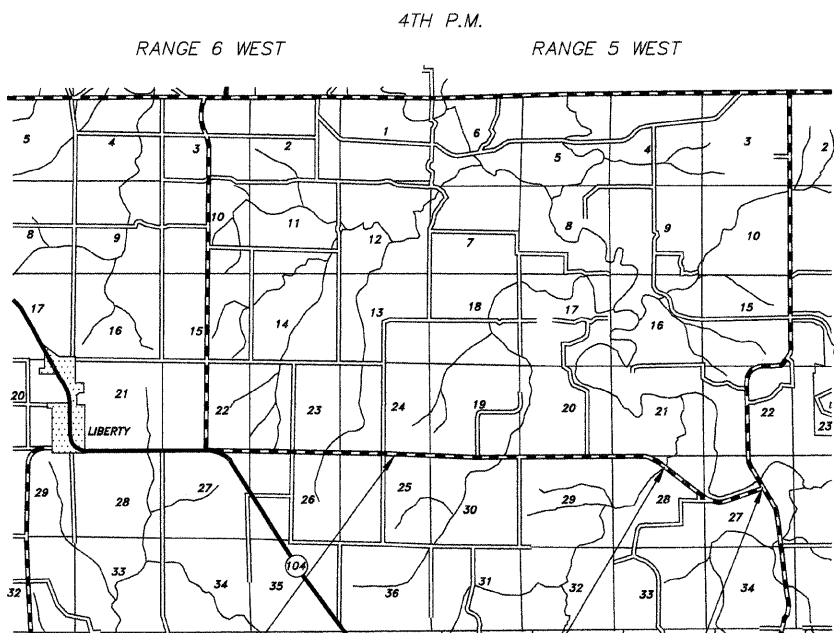 4TH P.M.
RANGE 6 WEST RANGE 5 WEST
5 4 3 2 1 6 5 4 3 2
8 9 10 11 12 7 8 9 10
17 16 15 14 13 18 17 16 15
20 21 22 23 24 19 20 21 22 23
LIBERTY
29 28 27 26 25 30 29 28 27
32 33 34 35 104 36 31 32 33 34